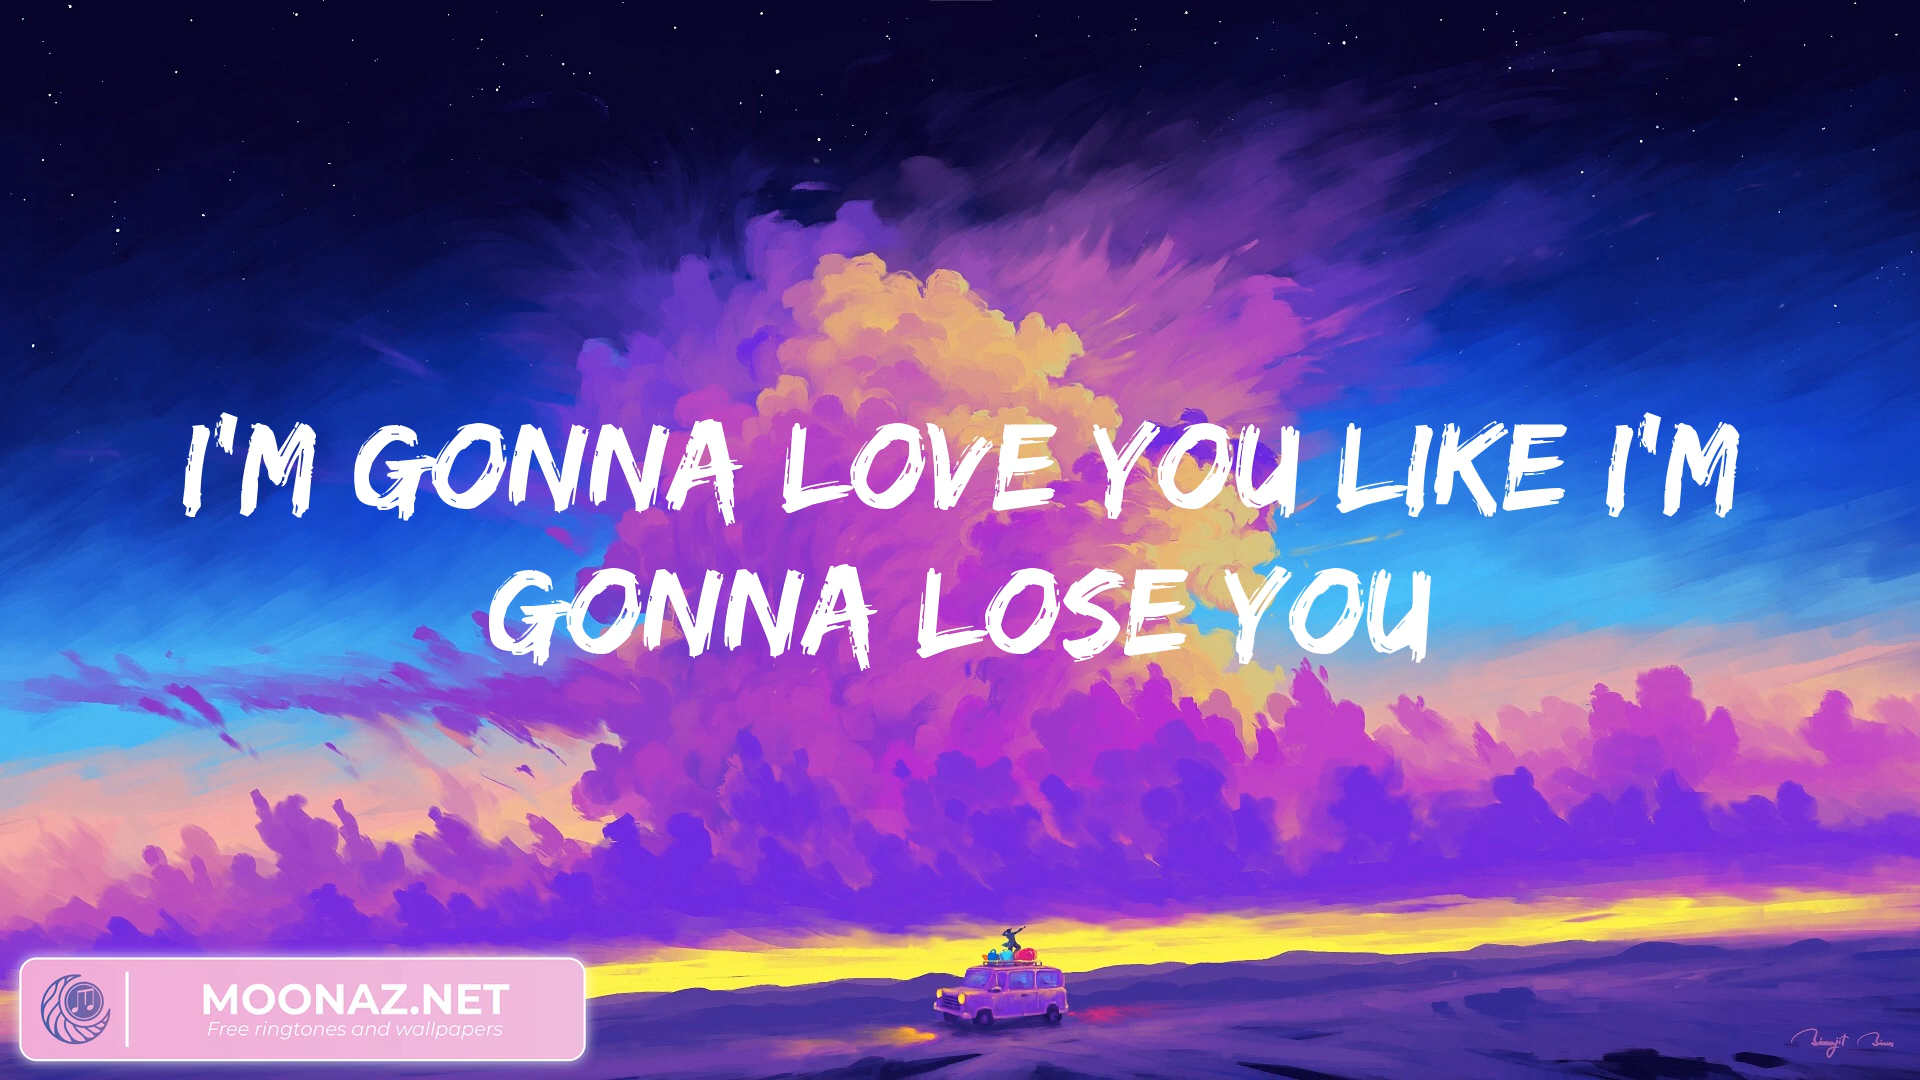 I'M GONNA LOVE YOU LIKE I'M
GONNA LOSE YOU
MOONAZ.NET
Free ringtones and wallpapers